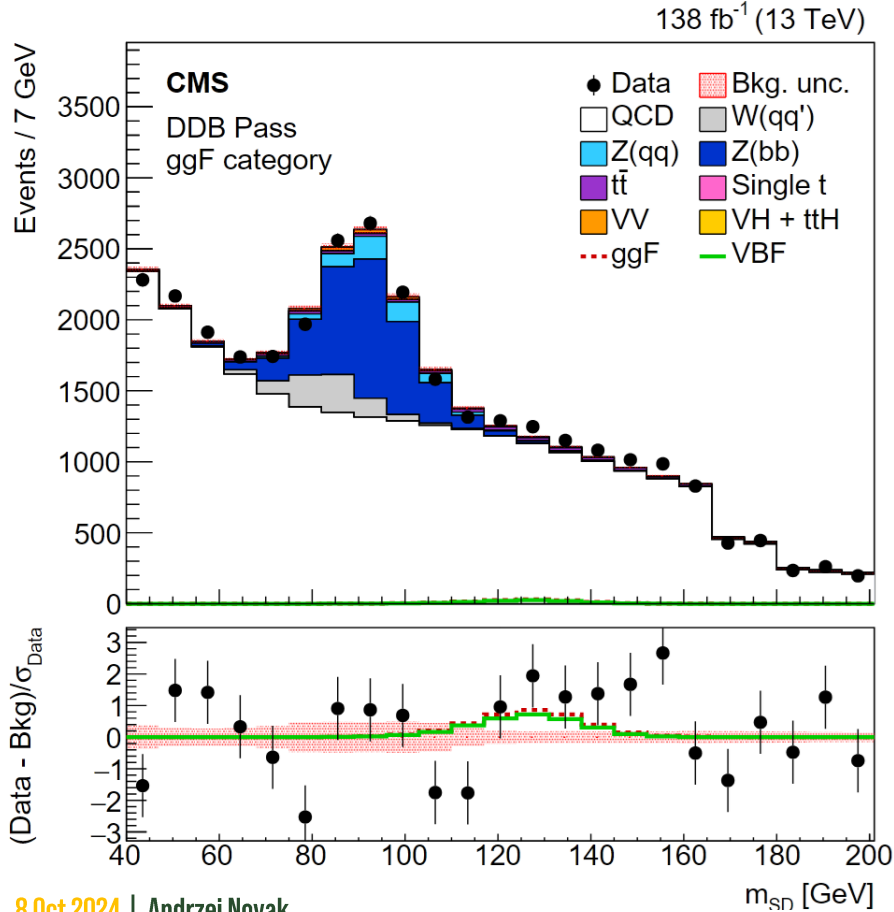 138 fb⁻¹ (13 TeV)
Events / 7 GeV
CMS
DDB Pass
ggF category
Data
Bkg. unc.
QCD
W(qq')
Z(qq)
Z(bb)
tt̄
Single t
VV
VH + ttH
ggF
VBF
3500
3000
2500
2000
1500
1000
500
0
(Data - Bkg)/σ_Data
3
2
1
0
−1
−2
−3
40 60 80 100 120 140 160 180 200
m_SD [GeV]
8 Oct 2024 | Andrzej Novak